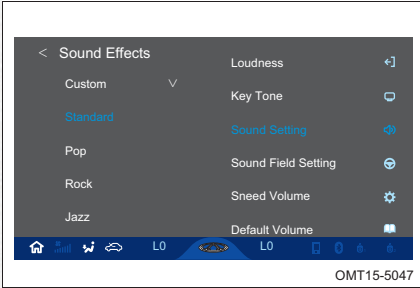 < Sound Effects
Custom
Standard
Pop
Rock
Jazz
Loudness
Key Tone
Sound Setting
Sound Field Setting
Sneed Volume
Default Volume
L0
L0
OMT15-5047